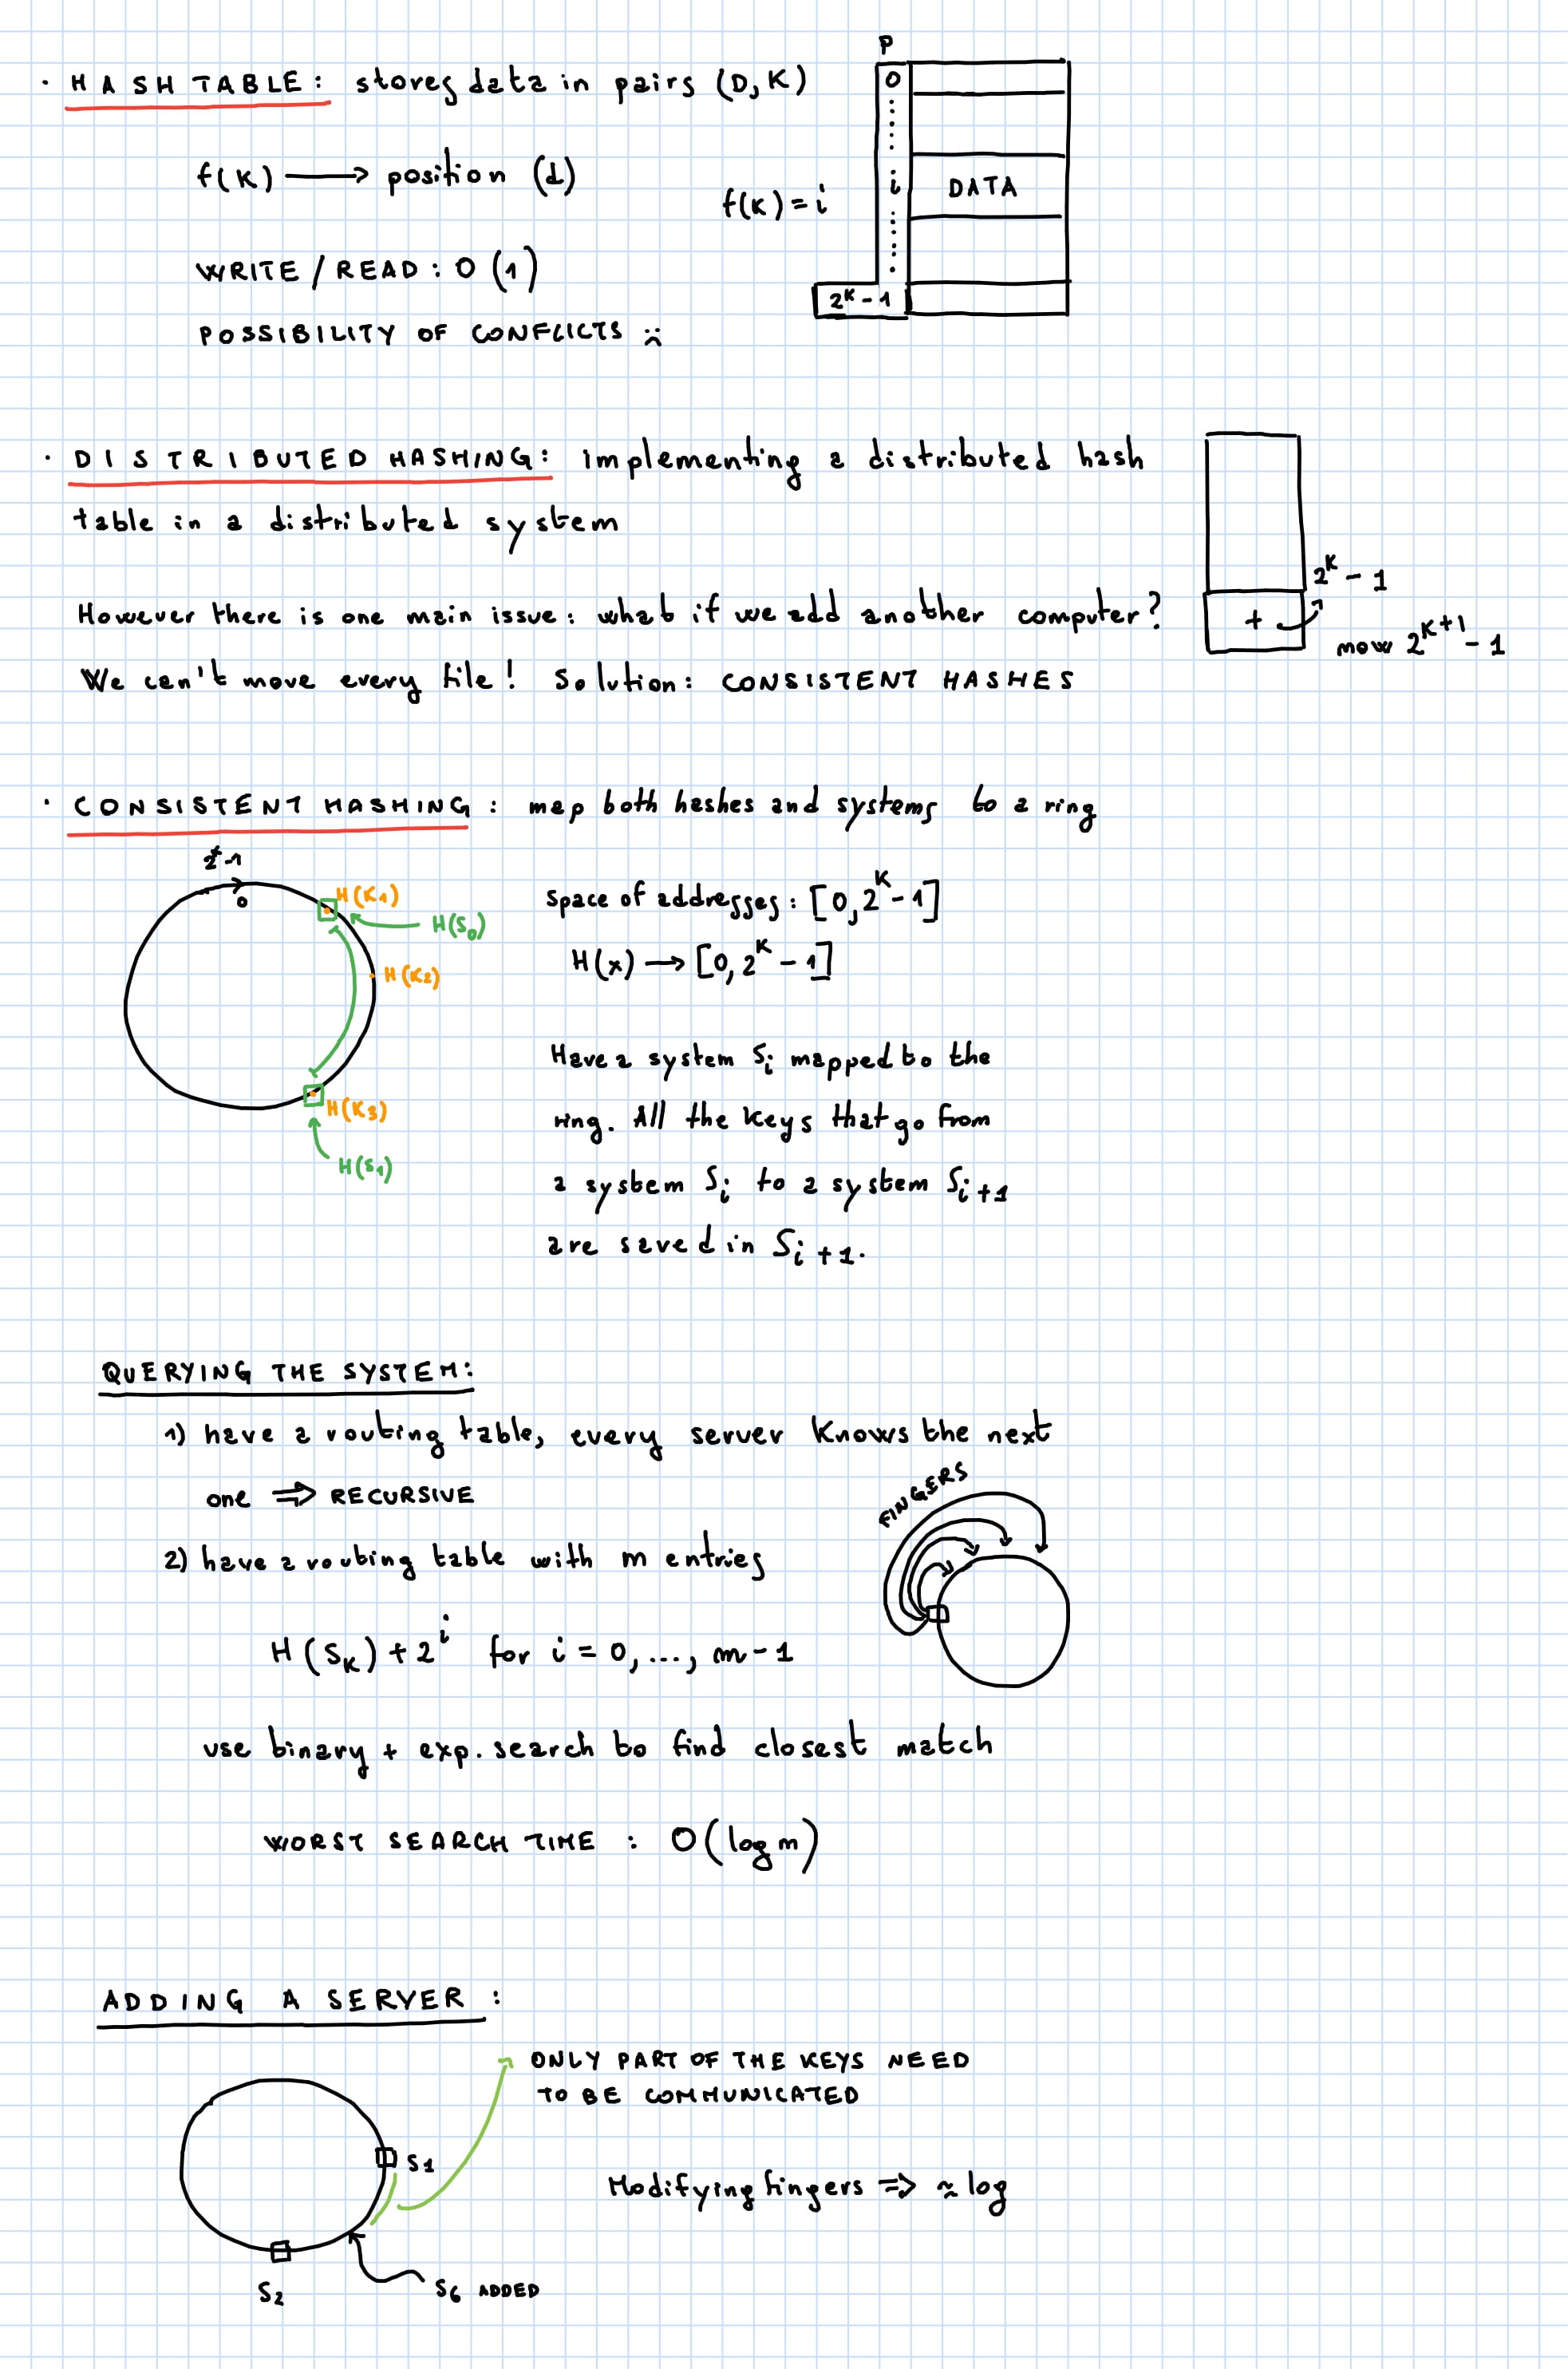 P
· HASH TABLE: stores data in pairs (D, K)
0
f(K) ⟶ position (d)
i DATA
f(K) = i
WRITE / READ : O (1)
2^K - 1
POSSIBILITY OF CONFLICTS :(
· DISTRIBUTED HASHING: implementing a distributed hash
table in a distributed system
2^K - 1
However there is one main issue: what if we add another computer?
+
now 2^{K+1} - 1
We can't move every file! Solution: CONSISTENT HASHES
· CONSISTENT HASHING : map both hashes and systems to a ring
2^K-1
0
H(K1)
H(S0)
H(K2)
H(K3)
H(S1)
space of addresses: [0, 2^K - 1]
H(x) ⟶ [0, 2^K - 1]
Have a system Si mapped to the
ring. All the keys that go from
a system Si to a system Si+1
are saved in Si+1.
QUERYING THE SYSTEM:
1) have a routing table, every server knows the next
one ⇒ RECURSIVE
FINGERS
2) have a routing table with m entries
H(SK) + 2^i for i = 0, ..., m-1
use binary + exp. search to find closest match
WORST SEARCH TIME : O(log m)
ADDING A SERVER :
ONLY PART OF THE KEYS NEED
TO BE COMMUNICATED
S1
Modifying fingers ⇒ ≈ log
S2
S6 ADDED